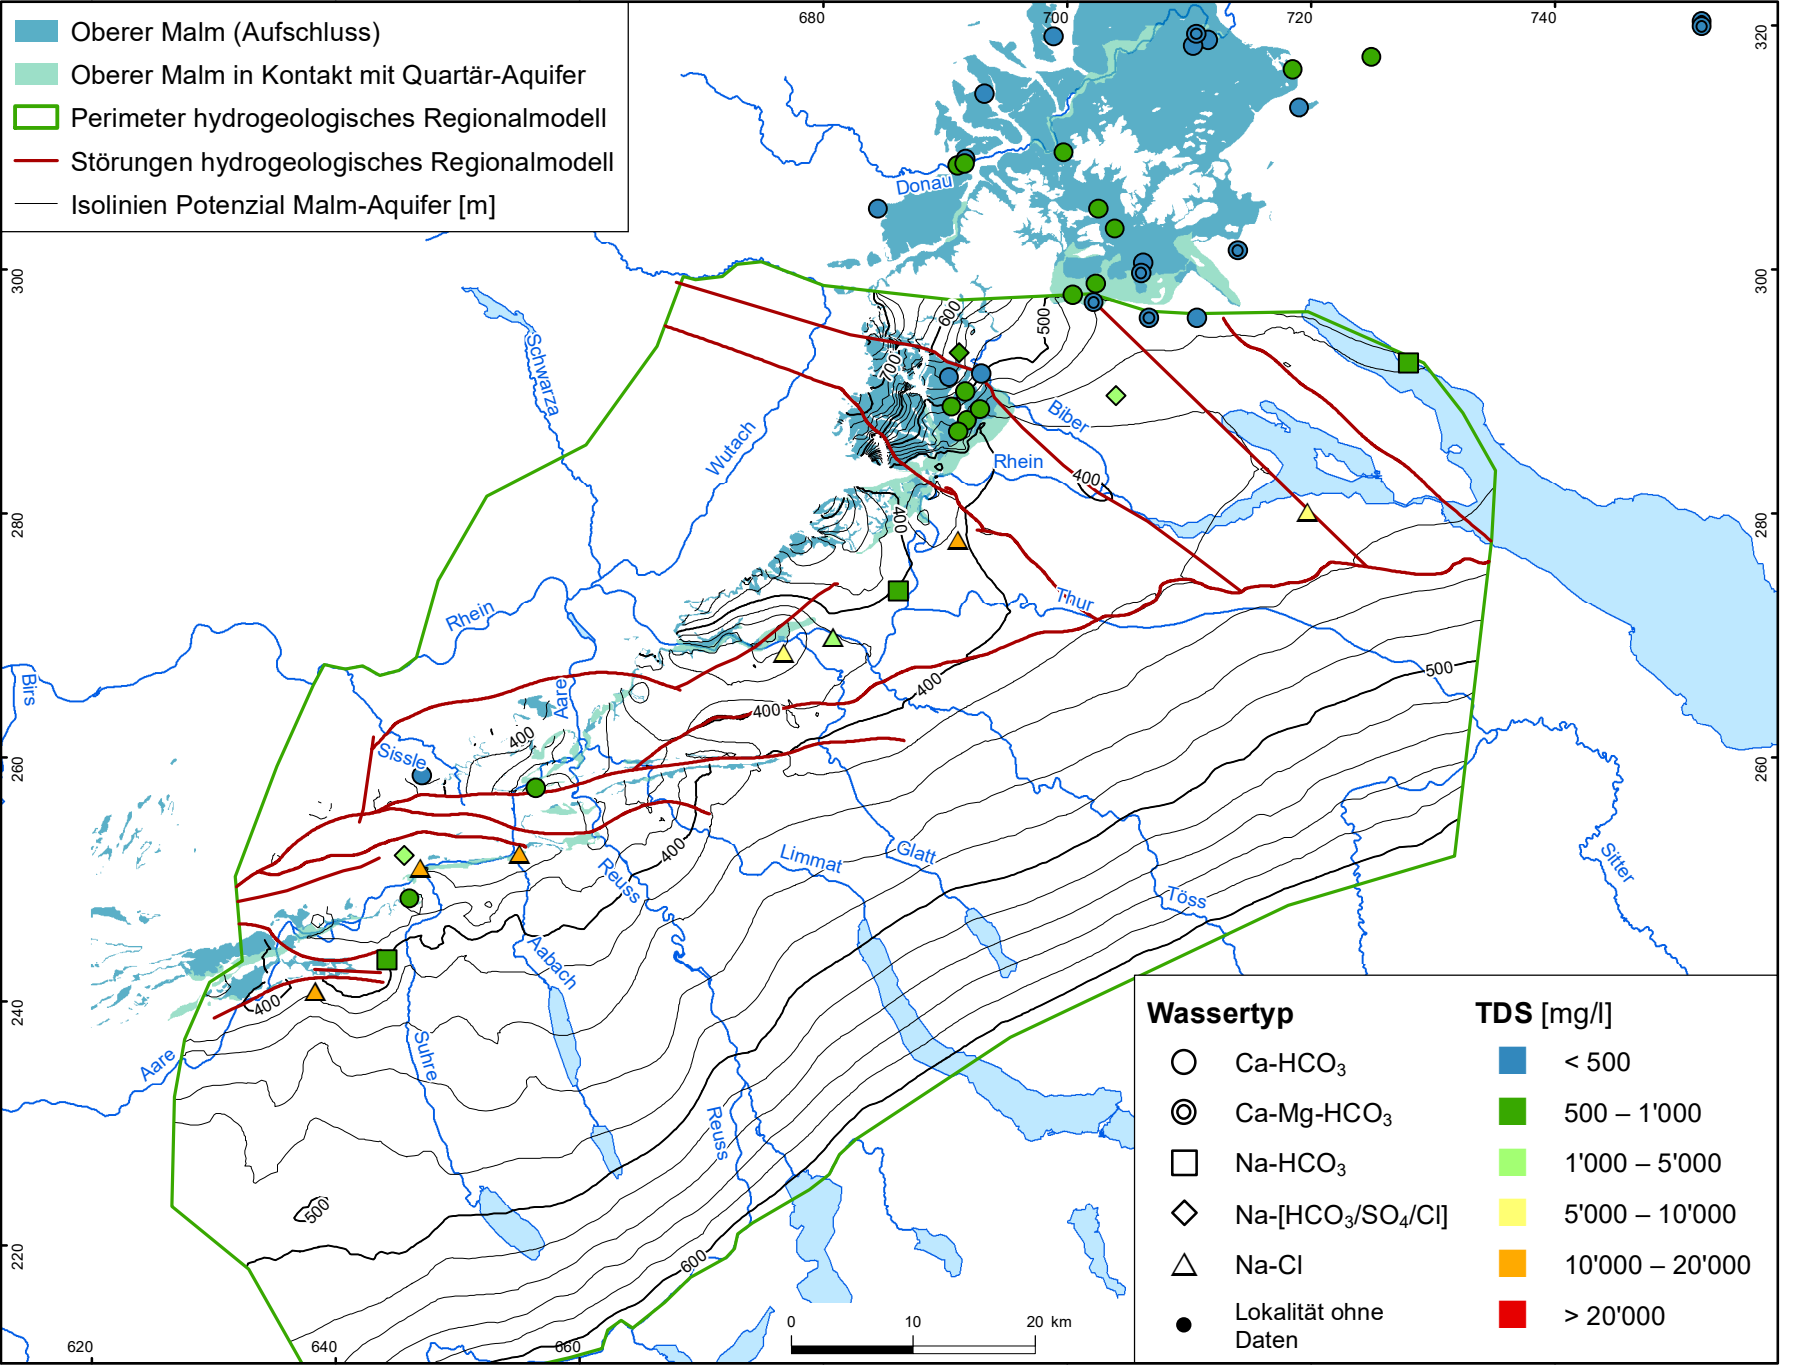 Oberer Malm (Aufschluss)
Oberer Malm in Kontakt mit Quartär-Aquifer
Perimeter hydrogeologisches Regionalmodell
Störungen hydrogeologisches Regionalmodell
Isolinien Potenzial Malm-Aquifer [m]
680
700
720
740
320
Donau
300
300
600
500
700
Schwarza
Wutach
Biber
Rhein
400
400
280
280
Rhein
Thur
Birs
Aare
500
400
400
400
Sissle
260
260
400
Limmat
Glatt
Reuss
Töss
Sitter
Aabach
400
240
Aare
Suhre
Reuss
500
600
220
620
640
660
0
10
20 km
Wassertyp
Ca-HCO₃
Ca-Mg-HCO₃
Na-HCO₃
Na-[HCO₃/SO₄/Cl]
Na-Cl
Lokalität ohne
Daten
TDS [mg/l]
< 500
500 – 1'000
1'000 – 5'000
5'000 – 10'000
10'000 – 20'000
> 20'000